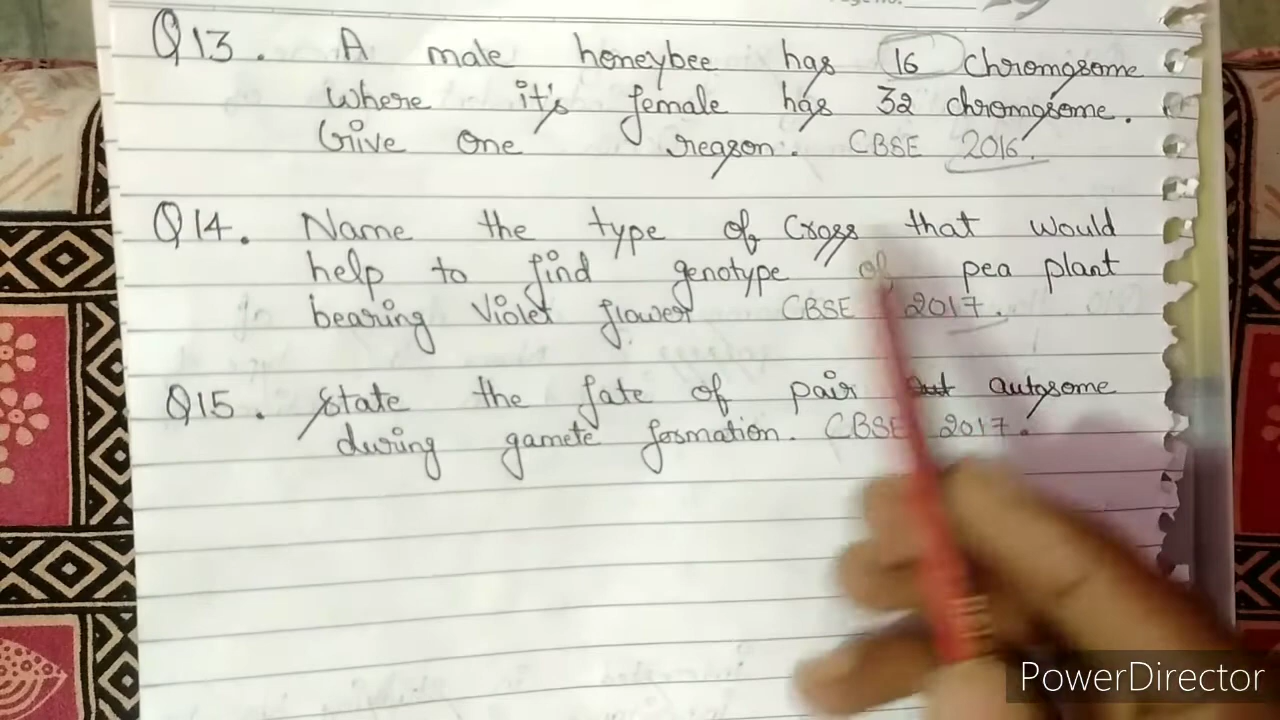 Q13. A male honeybee has 16 Chromosome
where it's female has 32 chromosome.
Give one reason. CBSE 2016.
Q14. Name the type of Cross that would
help to find genotype of pea plant
bearing Violet flower CBSE 2017.
Q15. State the fate of pair autosome
during gamete formation. CBSE 2017.
PowerDirector